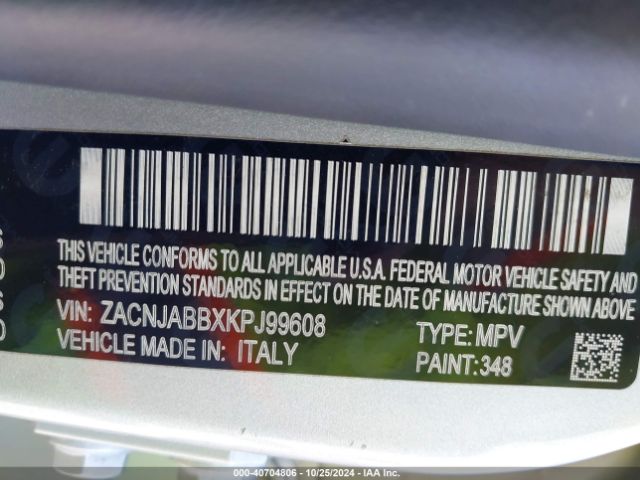 THIS VEHICLE CONFORMS TO ALL APPLICABLE U.S.A. FEDERAL MOTOR VEHICLE SAFETY AND
THEFT PREVENTION STANDARDS IN EFFECT ON THE DATE OF MANUFACTURE SHOWN ABOVE
VIN: ZACNJABBXKPJ99608 TYPE: MPV
VEHICLE MADE IN: ITALY PAINT: 348
000-40704806 - 10/25/2024 - IAA Inc.